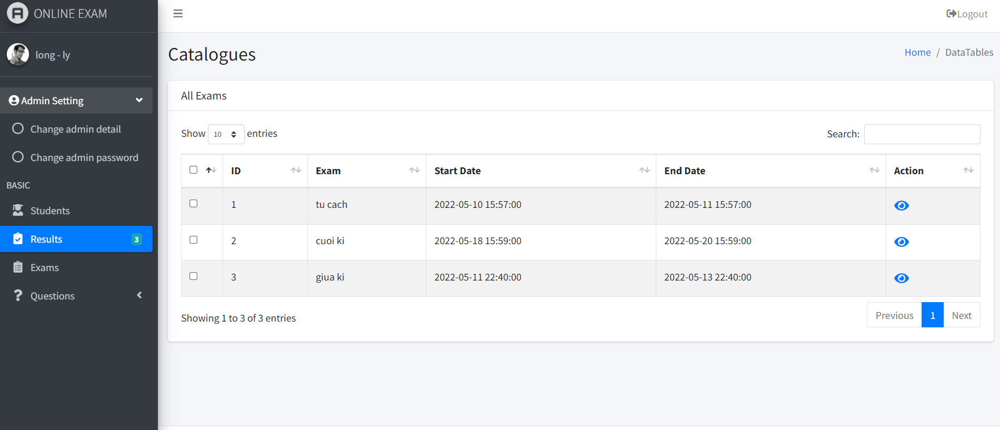 ONLINE EXAM
Logout
long - ly
Catalogues
Home / DataTables
Admin Setting
Change admin detail
Change admin password
BASIC
Students
Results 3
Exams
Questions
All Exams
Show 10 entries
Search:
ID Exam Start Date End Date Action
1 tu cach 2022-05-10 15:57:00 2022-05-11 15:57:00
2 cuoi ki 2022-05-18 15:59:00 2022-05-20 15:59:00
3 giua ki 2022-05-11 22:40:00 2022-05-13 22:40:00
Showing 1 to 3 of 3 entries
Previous 1 Next